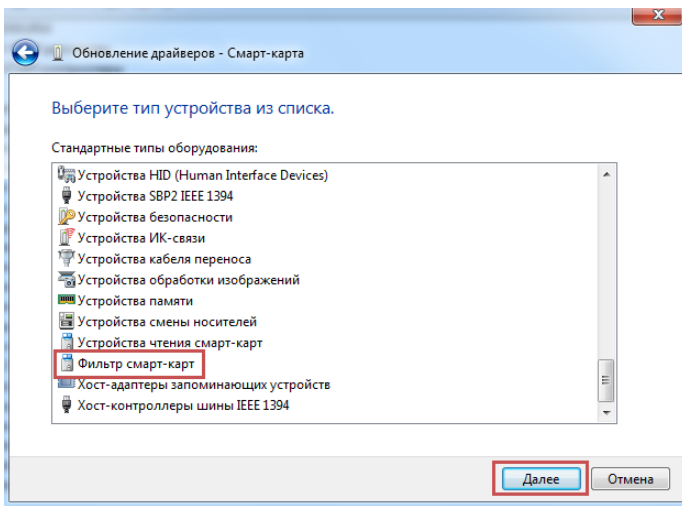 Обновление драйверов - Смарт-карта
Выберите тип устройства из списка.
Стандартные типы оборудования:
Устройства HID (Human Interface Devices)
Устройства SBP2 IEEE 1394
Устройства безопасности
Устройства ИК-связи
Устройства кабеля переноса
Устройства обработки изображений
Устройства памяти
Устройства смены носителей
Устройства чтения смарт-карт
Фильтр смарт-карт
Хост-адаптеры запоминающих устройств
Хост-контроллеры шины IEEE 1394
Далее
Отмена